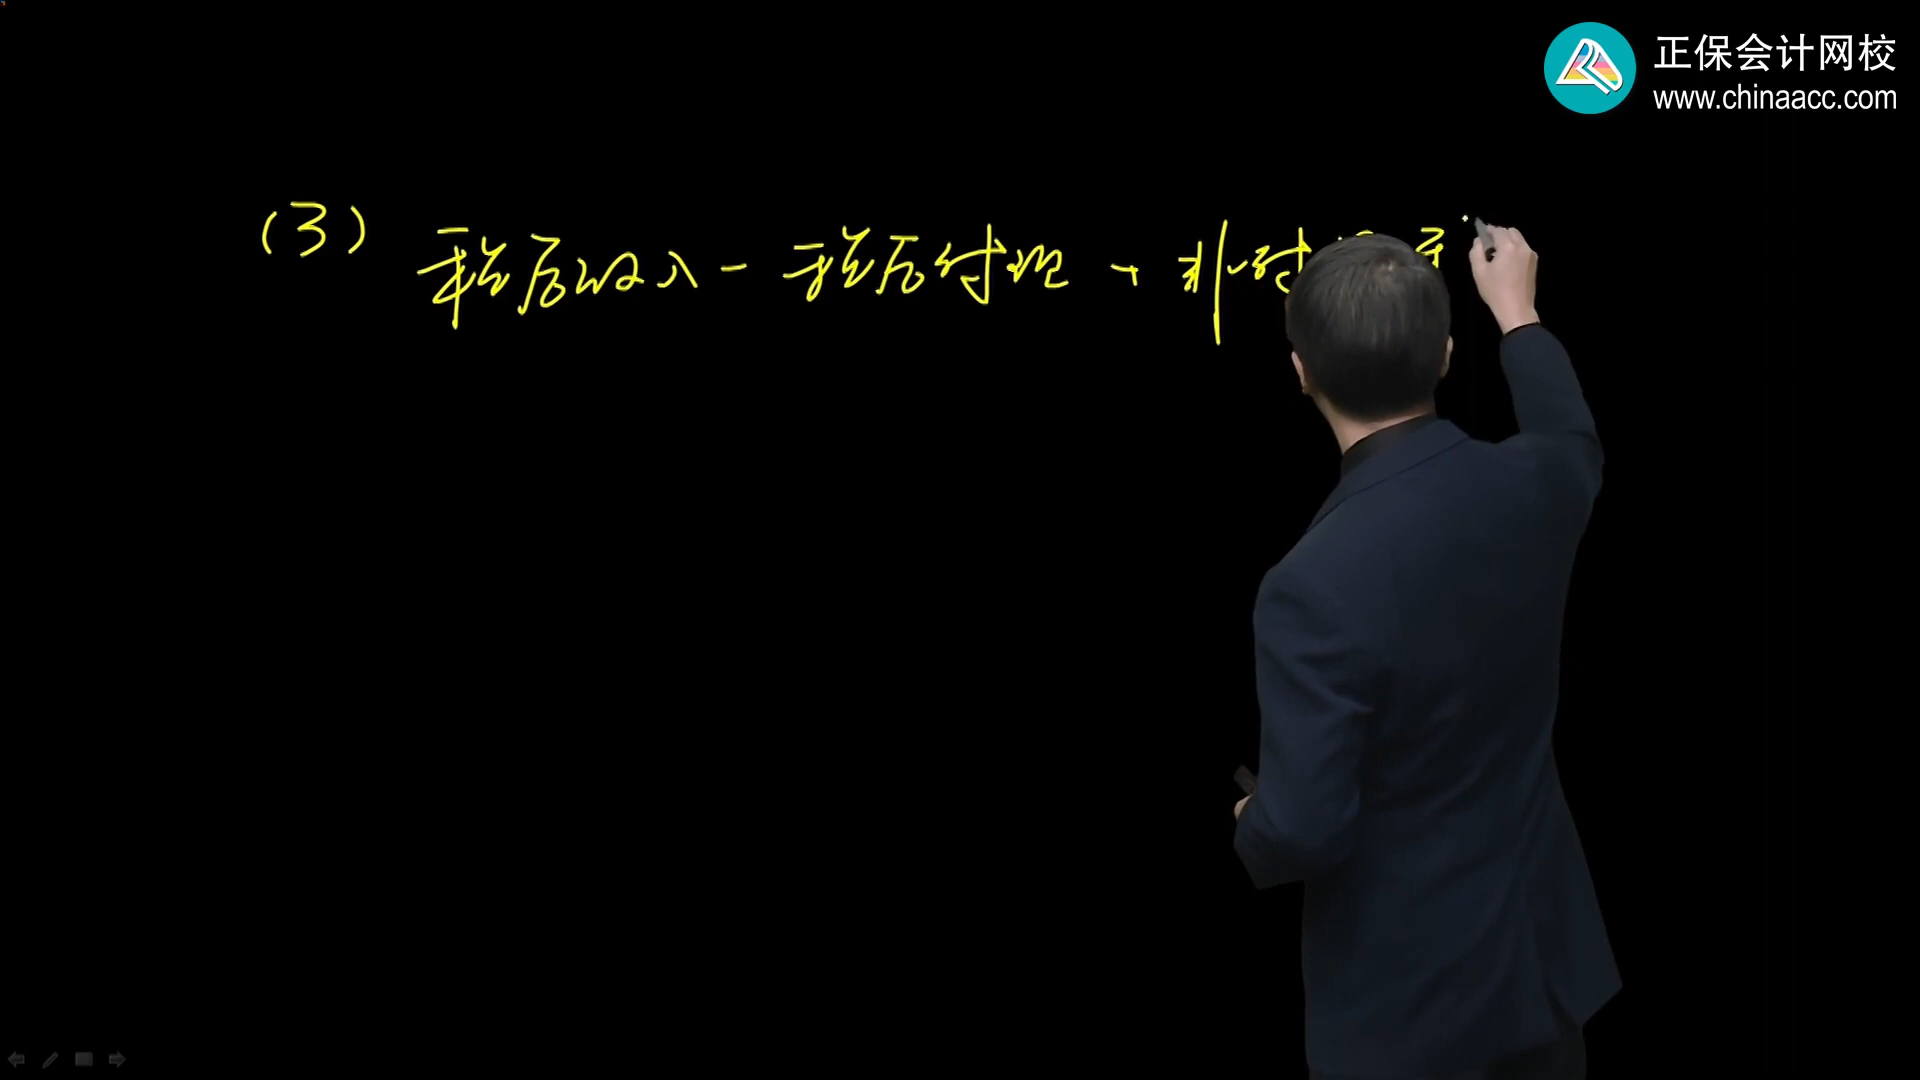 正保会计网校
www.chinaacc.com
(3) 税后收入 - 税后付现 + 非付